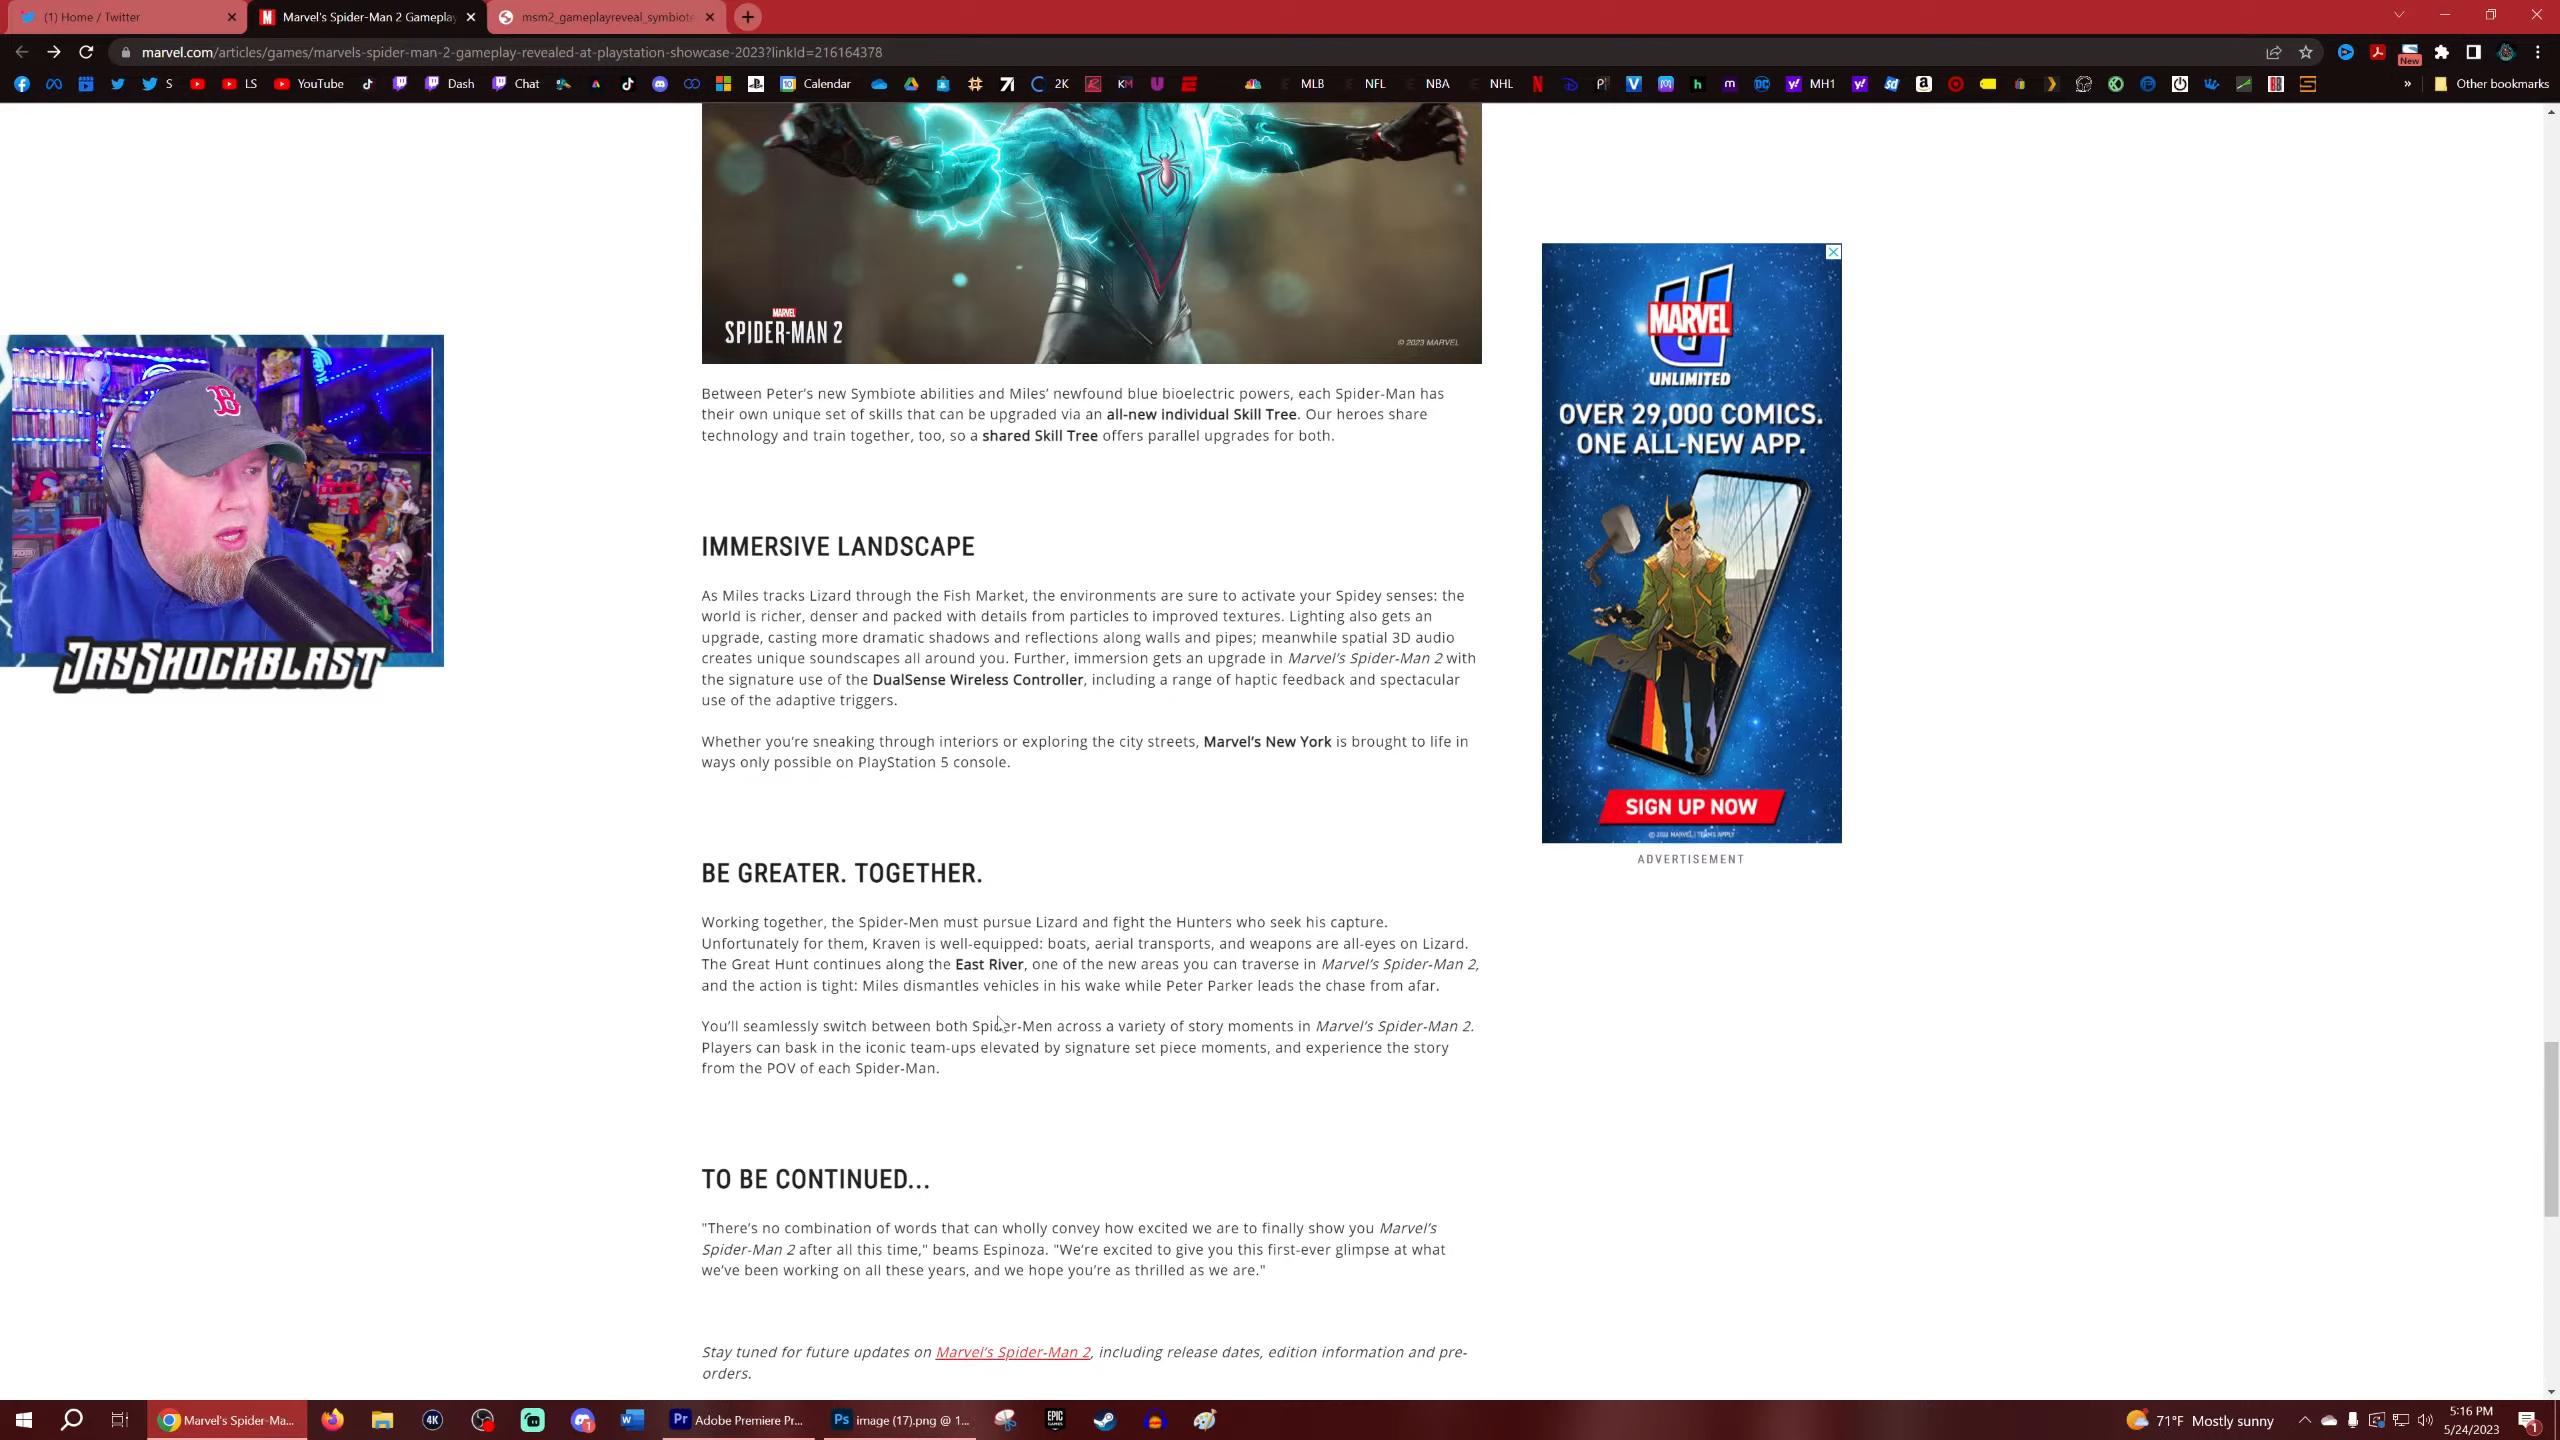 (1) Home / Twitter
Marvel's Spider-Man 2 Gameplay
msm2_gameplayreveal_symbiote
marvel.com/articles/games/marvels-spider-man-2-gameplay-revealed-at-playstation-showcase-2023?linkId=216164378
New
S
LS
YouTube
Dash
Chat
Calendar
2K
KM
MLB
NFL
NBA
NHL
MH1
Other bookmarks
MARVEL
SPIDER-MAN 2
© 2023 MARVEL
Between Peter's new Symbiote abilities and Miles' newfound blue bioelectric powers, each Spider-Man has
their own unique set of skills that can be upgraded via an all-new individual Skill Tree. Our heroes share
technology and train together, too, so a shared Skill Tree offers parallel upgrades for both.
MARVEL
UNLIMITED
OVER 29,000 COMICS.
ONE ALL-NEW APP.
SIGN UP NOW
ADVERTISEMENT
B
JAYSHOCKBLAST
IMMERSIVE LANDSCAPE
As Miles tracks Lizard through the Fish Market, the environments are sure to activate your Spidey senses: the
world is richer, denser and packed with details from particles to improved textures. Lighting also gets an
upgrade, casting more dramatic shadows and reflections along walls and pipes; meanwhile spatial 3D audio
creates unique soundscapes all around you. Further, immersion gets an upgrade in Marvel's Spider-Man 2 with
the signature use of the DualSense Wireless Controller, including a range of haptic feedback and spectacular
use of the adaptive triggers.
Whether you're sneaking through interiors or exploring the city streets, Marvel's New York is brought to life in
ways only possible on PlayStation 5 console.
BE GREATER. TOGETHER.
Working together, the Spider-Men must pursue Lizard and fight the Hunters who seek his capture.
Unfortunately for them, Kraven is well-equipped: boats, aerial transports, and weapons are all-eyes on Lizard.
The Great Hunt continues along the East River, one of the new areas you can traverse in Marvel's Spider-Man 2,
and the action is tight: Miles dismantles vehicles in his wake while Peter Parker leads the chase from afar.
You'll seamlessly switch between both Spider-Men across a variety of story moments in Marvel's Spider-Man 2.
Players can bask in the iconic team-ups elevated by signature set piece moments, and experience the story
from the POV of each Spider-Man.
TO BE CONTINUED...
"There's no combination of words that can wholly convey how excited we are to finally show you Marvel's
Spider-Man 2 after all this time," beams Espinoza. "We're excited to give you this first-ever glimpse at what
we've been working on all these years, and we hope you're as thrilled as we are."
Stay tuned for future updates on Marvel's Spider-Man 2, including release dates, edition information and pre-
orders.
Marvel's Spider-Ma...
4K
Adobe Premiere Pr...
image (17).png @ 1...
EPIC GAMES
71°F Mostly sunny
5:16 PM
5/24/2023